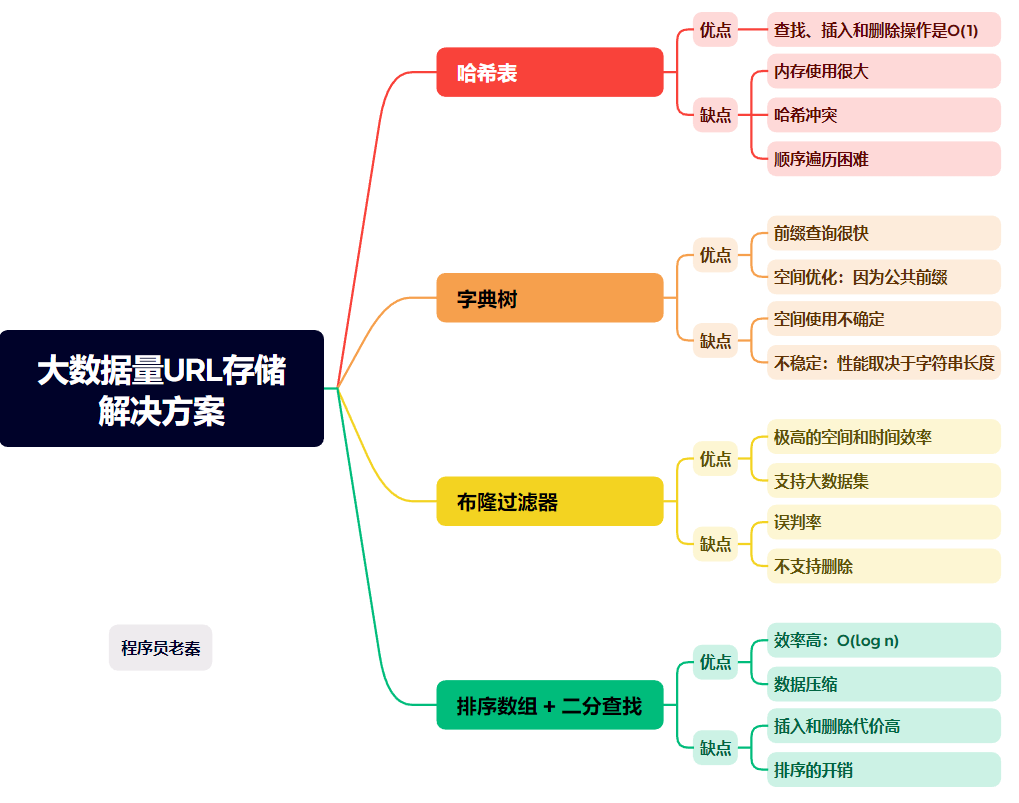 大数据量URL存储
解决方案
哈希表
优点
查找、插入和删除操作是O(1)
缺点
内存使用很大
哈希冲突
顺序遍历困难
字典树
优点
前缀查询很快
空间优化：因为公共前缀
缺点
空间使用不确定
不稳定：性能取决于字符串长度
布隆过滤器
优点
极高的空间和时间效率
支持大数据集
缺点
误判率
不支持删除
排序数组 + 二分查找
优点
效率高：O(log n)
数据压缩
缺点
插入和删除代价高
排序的开销
程序员老秦